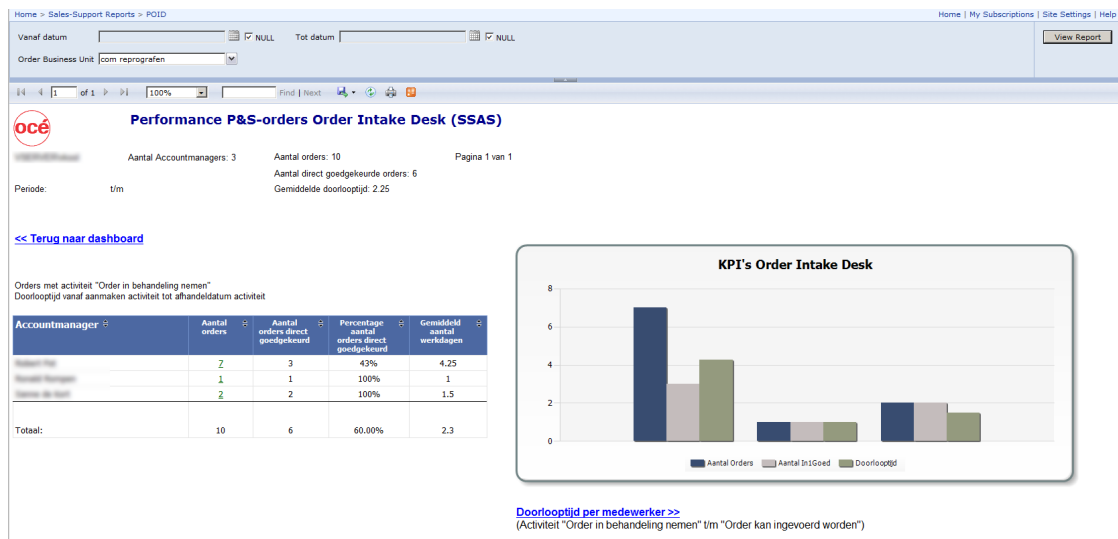 Home > Sales-Support Reports > POID
Home | My Subscriptions | Site Settings | Help
Vanaf datum NULL Tot datum NULL
View Report
Order Business Unit com reprografen
1 of 1 100% Find | Next
océ
Performance P&S-orders Order Intake Desk (SSAS)
Aantal Accountmanagers: 3 Aantal orders: 10 Pagina 1 van 1
Aantal direct goedgekeurde orders: 6
Periode: t/m Gemiddelde doorlooptijd: 2.25
<< Terug naar dashboard
Orders met activiteit "Order in behandeling nemen"
Doorlooptijd vanaf aanmaken activiteit tot afhandeldatum activiteit
Accountmanager
Aantal
orders
Aantal
orders direct
goedgekeurd
Percentage
aantal
orders direct
goedgekeurd
Gemiddeld
aantal
werkdagen
7 3 43% 4.25
1 1 100% 1
2 2 100% 1.5
Totaal: 10 6 60.00% 2.3
KPI's Order Intake Desk
8
6
4
2
0
Aantal Orders Aantal In1Goed Doorlooptijd
Doorlooptijd per medewerker >>
(Activiteit "Order in behandeling nemen" t/m "Order kan ingevoerd worden")